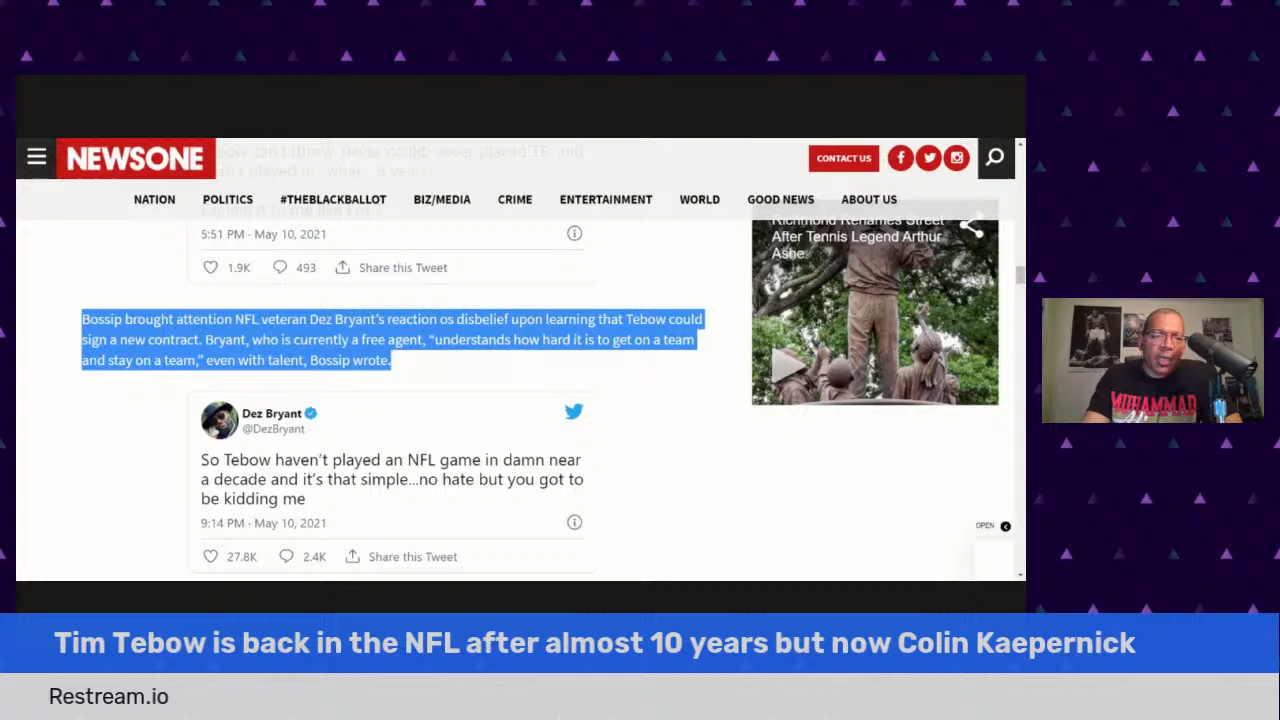 NEWSONE
CONTACT US
NATION
POLITICS
#THEBLACKBALLOT
BIZ/MEDIA
CRIME
ENTERTAINMENT
WORLD
GOOD NEWS
ABOUT US
5:51 PM · May 10, 2021
1.9K 493 Share this Tweet
Richmond Renames Street
After Tennis Legend Arthur
Ashe
Bossip brought attention NFL veteran Dez Bryant's reaction os disbelief upon learning that Tebow could
sign a new contract. Bryant, who is currently a free agent, "understands how hard it is to get on a team
and stay on a team," even with talent, Bossip wrote.
Dez Bryant
@DezBryant
So Tebow haven't played an NFL game in damn near
a decade and it's that simple...no hate but you got to
be kidding me
9:14 PM · May 10, 2021
27.8K 2.4K Share this Tweet
OPEN
MUHAMMAD
Tim Tebow is back in the NFL after almost 10 years but now Colin Kaepernick
Restream.io